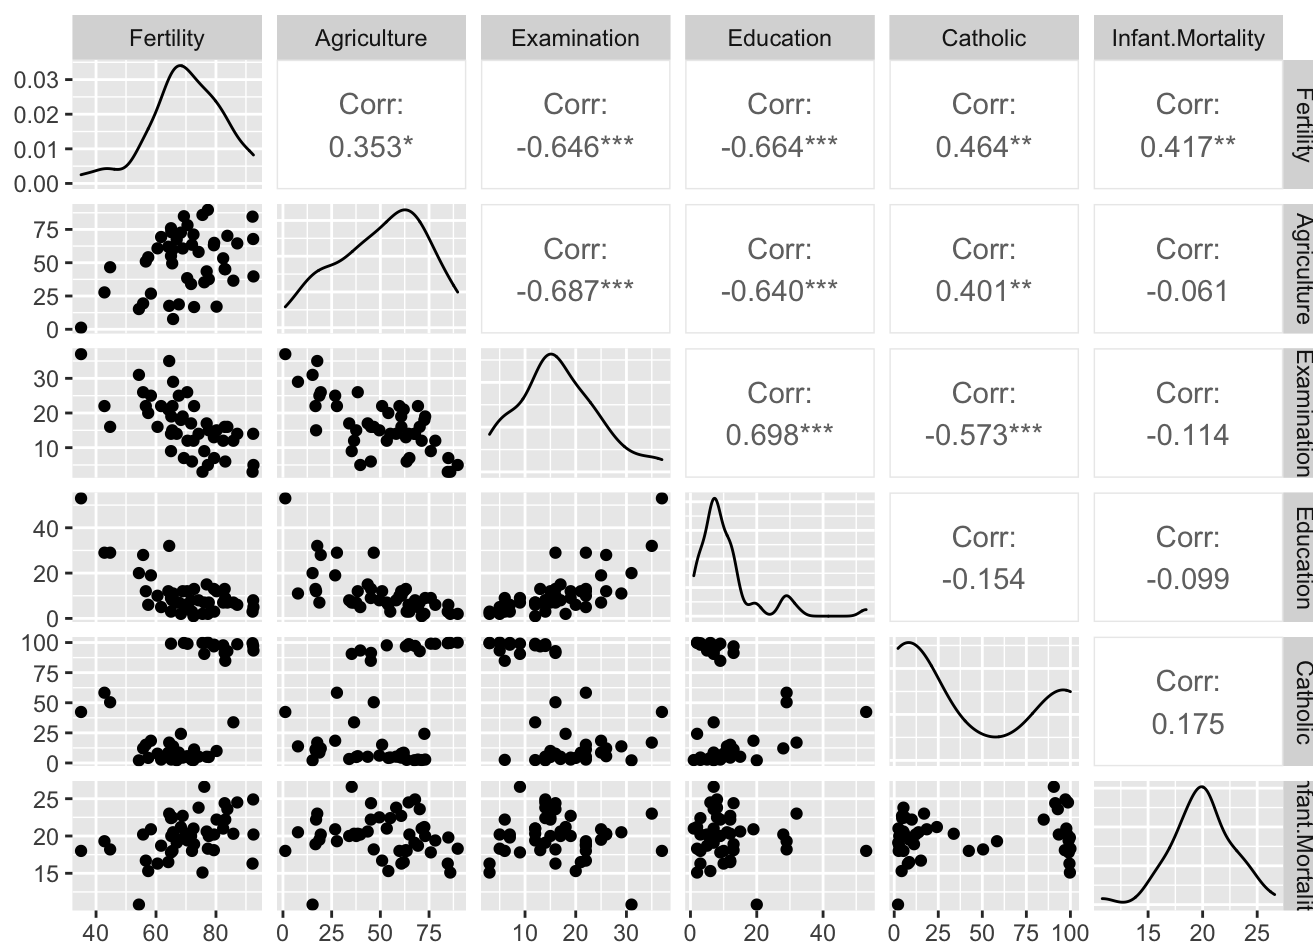 Fertility Agriculture Examination Education Catholic Infant.Mortality
0.03
0.02
0.01
0.00
Corr:
0.353*
Corr:
-0.646***
Corr:
-0.664***
Corr:
0.464**
Corr:
0.417**
Fertility
75
50
25
0
Corr:
-0.687***
Corr:
-0.640***
Corr:
0.401**
Corr:
-0.061
Agriculture
30
20
10
Corr:
0.698***
Corr:
-0.573***
Corr:
-0.114
Examination
40
20
0
Corr:
-0.154
Corr:
-0.099
Education
100
75
50
25
0
Corr:
0.175
Catholic
25
20
15
nfant.Mortalit
40 60 80 0 25 50 75 10 20 30 0 20 40 0 25 50 75 100 15 20 25